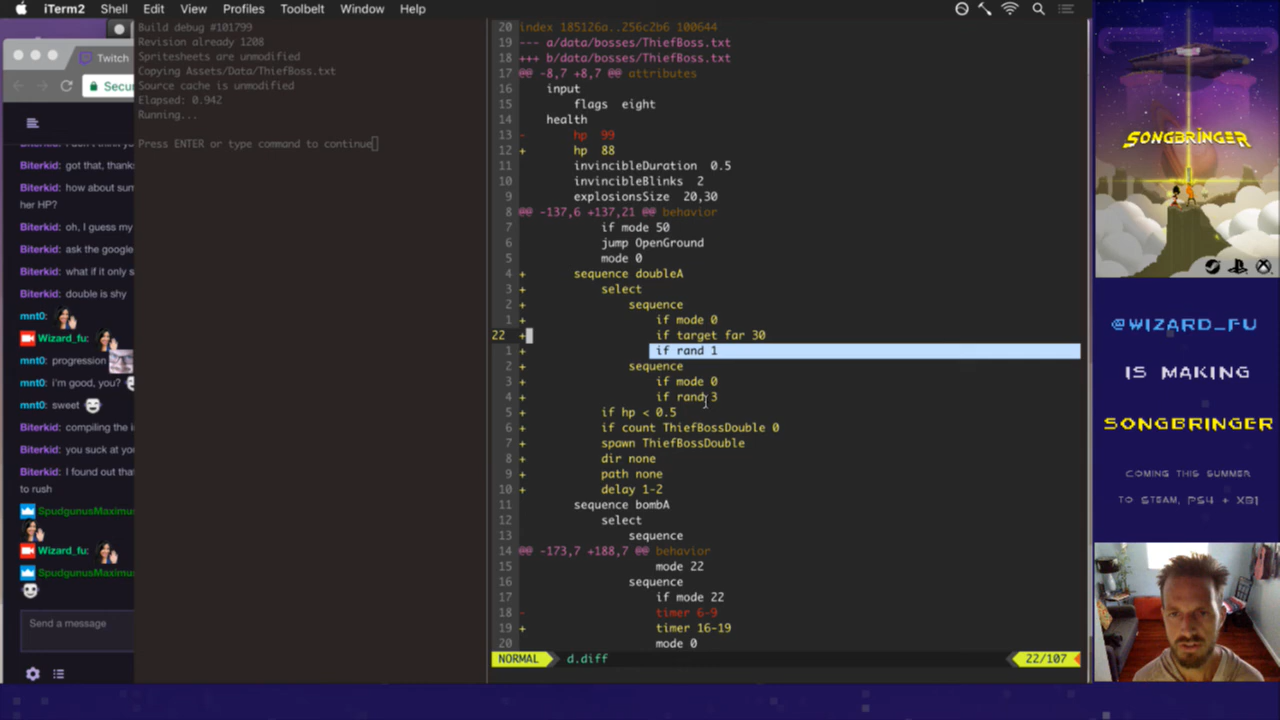 iTerm2 Shell Edit View Profiles Toolbelt Window Help
Twitch
Secu
Biterkid: got that, thank
Biterkid: how about sum
her HP?
Biterkid: oh, I guess my
Biterkid: ask the google
Biterkid: what if it only s
Biterkid: double is shy
mnt0:
Wizard_fu:
mnt0: progression
mnt0: i'm good, you?
mnt0: sweet
Biterkid: compiling the i
Biterkid: you suck at yo
Biterkid: I found out that
to rush
SpudgunusMaximu
Wizard_fu:
SpudgunusMaximu
Send a message
Build debug #101799
Revision already 1208
Spritesheets are unmodified
Copying Assets/Data/ThiefBoss.txt
Source cache is unmodified
Elapsed: 0.942
Running...
Press ENTER or type command to continue
20 index 185126a..256c2b6 100644
19 --- a/data/bosses/ThiefBoss.txt
18 +++ b/data/bosses/ThiefBoss.txt
17 @@ -8,7 +8,7 @@ attributes
16 input
15 flags eight
14 health
13 - hp 99
12 + hp 88
11 invincibleDuration 0.5
10 invincibleBlinks 2
9 explosionsSize 20,30
8 @@ -137,6 +137,21 @@ behavior
7 if mode 50
6 jump OpenGround
5 mode 0
4 + sequence doubleA
3 + select
2 + sequence
1 + if mode 0
22 + if target far 30
1 + if rand 1
2 + sequence
3 + if mode 0
4 + if rand 3
5 + if hp < 0.5
6 + if count ThiefBossDouble 0
7 + spawn ThiefBossDouble
8 + dir none
9 + path none
10 + delay 1-2
11 sequence bombA
12 select
13 sequence
14 @@ -173,7 +188,7 @@ behavior
15 mode 22
16 sequence
17 if mode 22
18 - timer 6-9
19 + timer 16-19
20 mode 0
NORMAL d.diff 22/107
SONGBRINGER
@WIZARD_FU
IS MAKING
SONGBRINGER
COMING THIS SUMMER
TO STEAM, PS4 + XB1